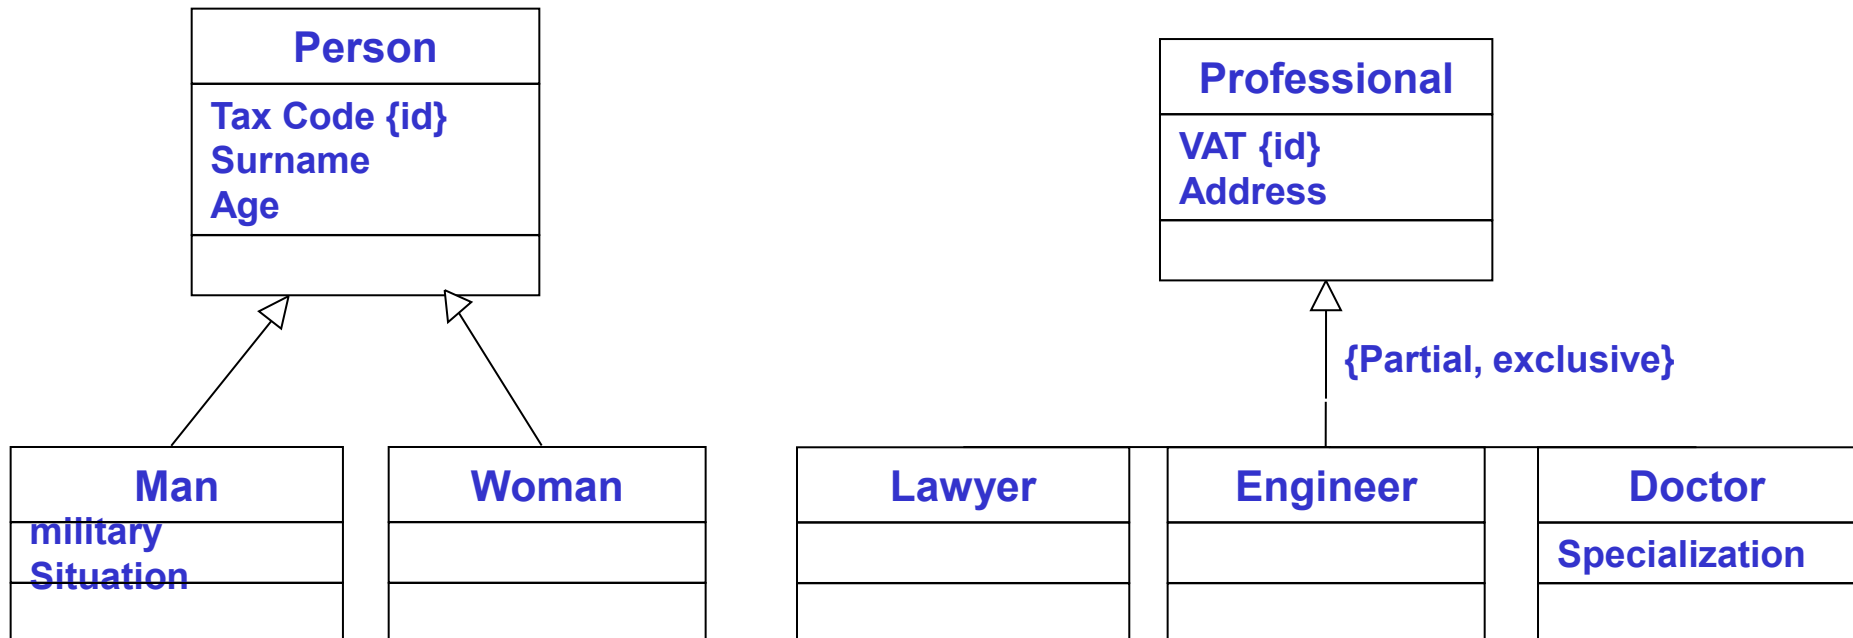 Person
Tax Code {id}
Surname
Age
Man
military
Situation
Woman
Professional
VAT {id}
Address
{Partial, exclusive}
Lawyer
Engineer
Doctor
Specialization